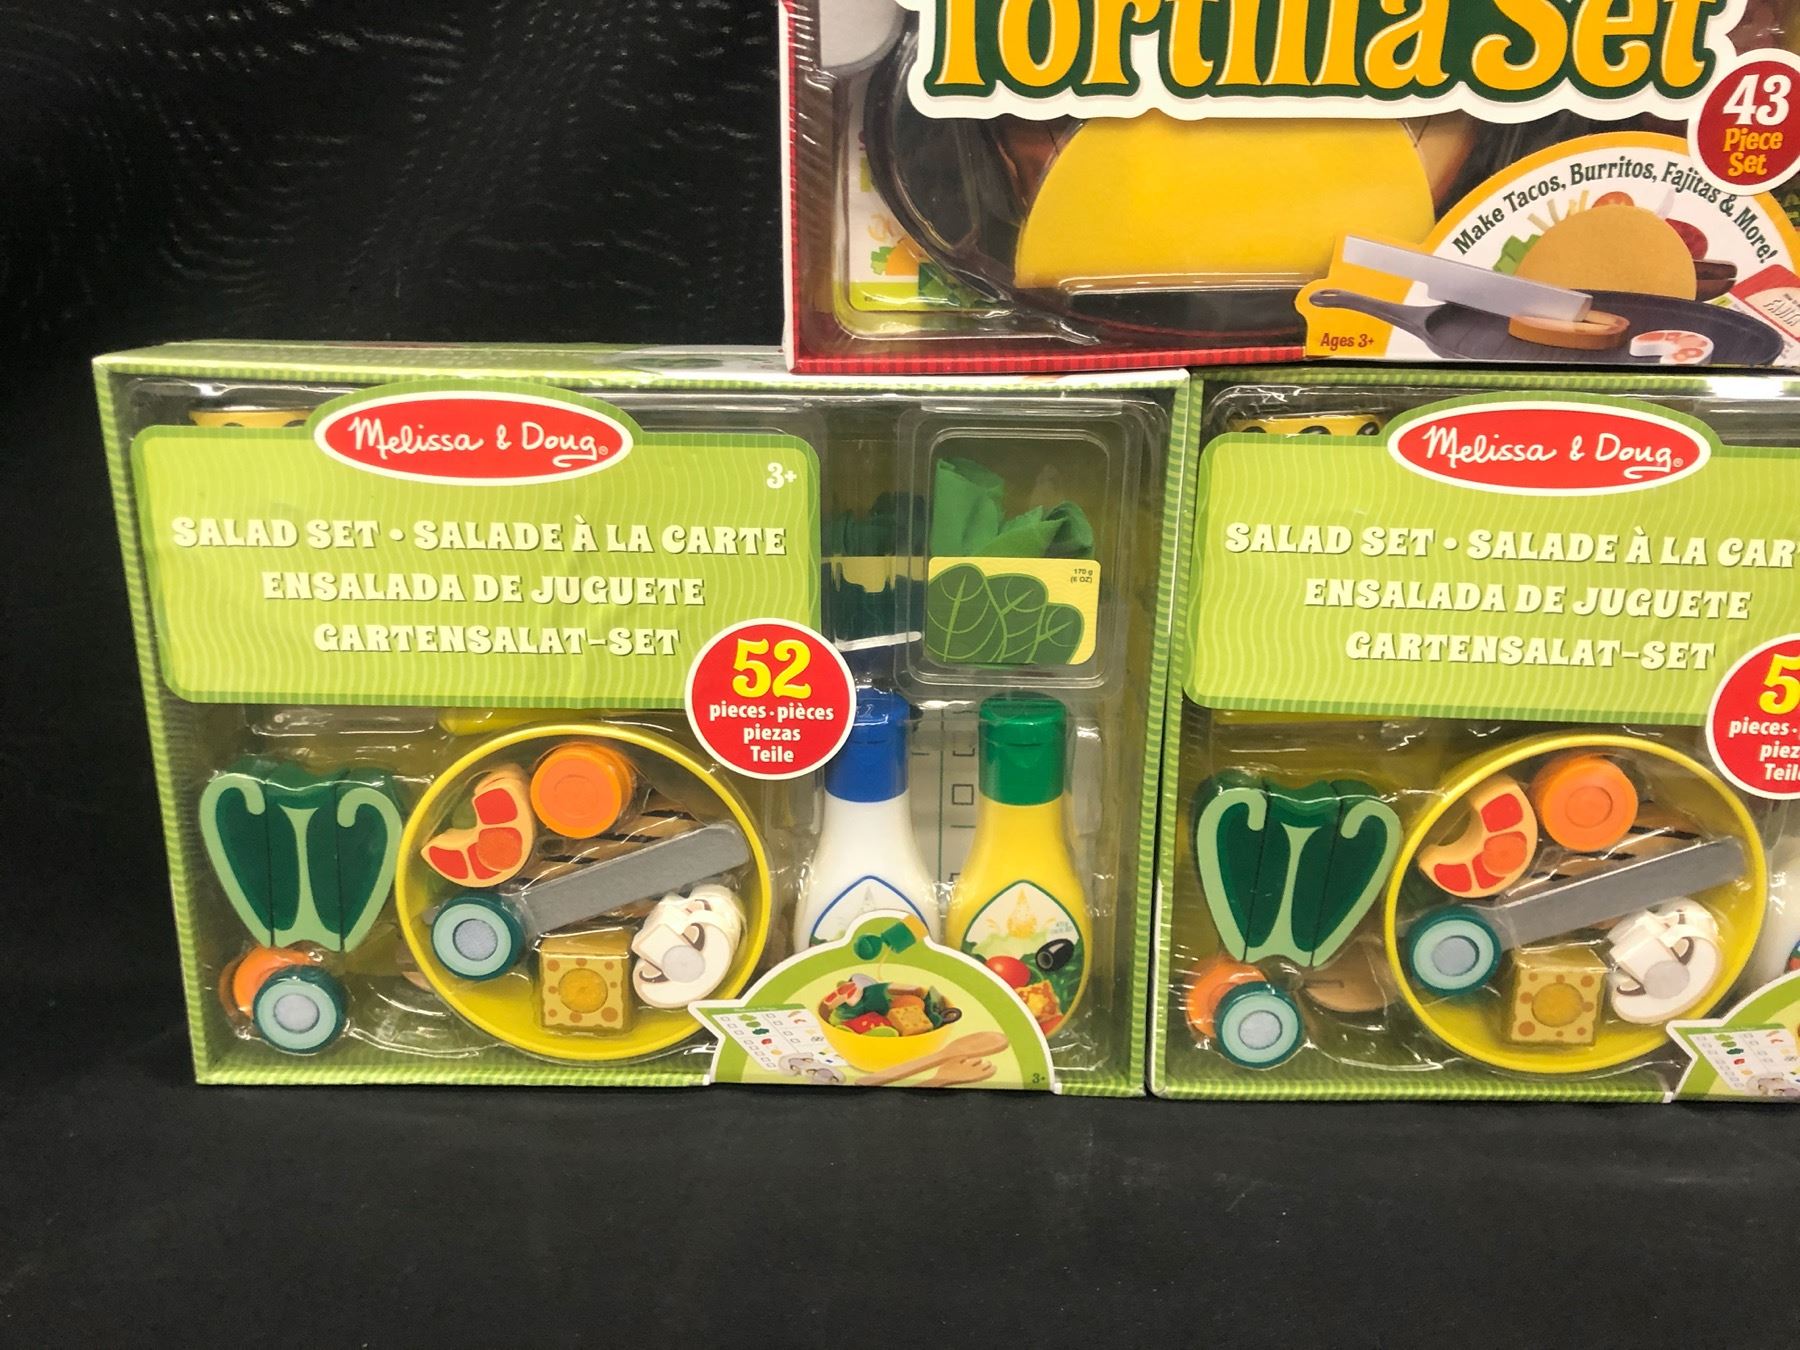 Tortilla Set
43
Piece
Set
Make Tacos, Burritos, Fajitas & More!
Ages 3+
Melissa & Doug®
3+
SALAD SET • SALADE À LA CARTE
ENSALADA DE JUGUETE
GARTENSALAT-SET
52
pieces • pièces
piezas
Teile
170 g
(6 OZ)
3+
Melissa & Doug®
SALAD SET • SALADE À LA CAR
ENSALADA DE JUGUETE
GARTENSALAT-SET
5
pieces •
piez
Teil